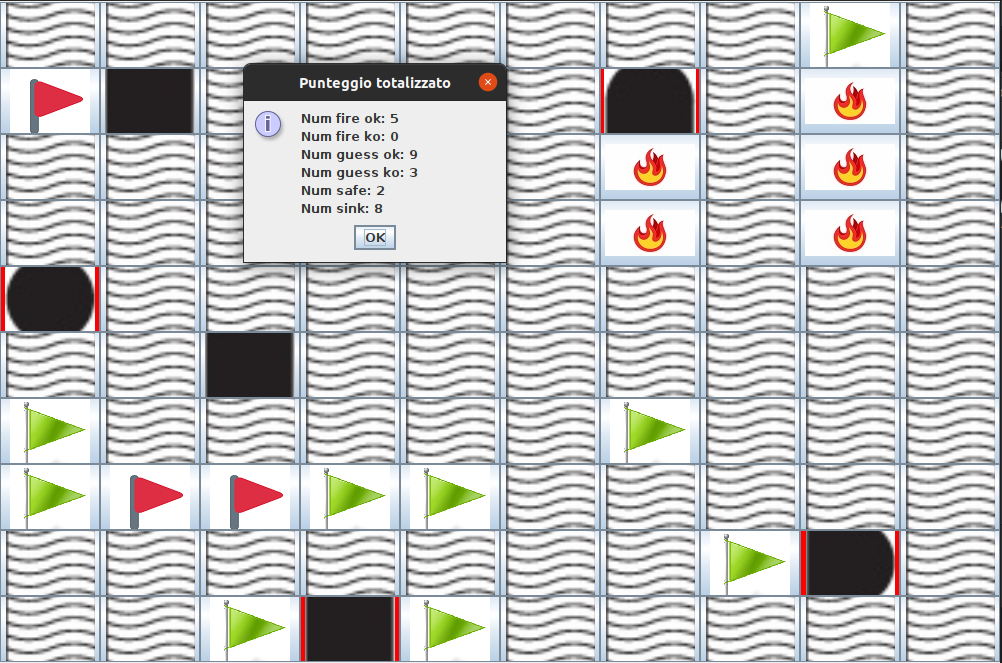 Punteggio totalizzato
Num fire ok: 5
Num fire ko: 0
Num guess ok: 9
Num guess ko: 3
Num safe: 2
Num sink: 8
OK